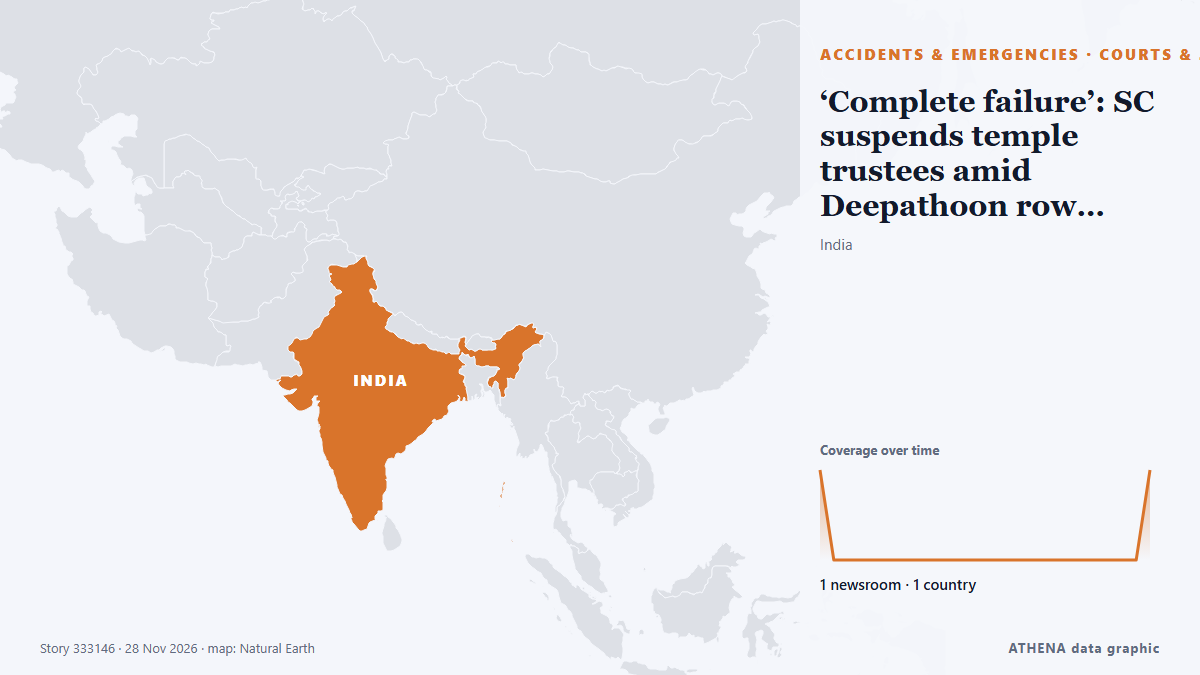 ACCIDENTS & EMERGENCIES · COURTS &
‘Complete failure’: SC
suspends temple
trustees amid
Deepathoon row…
India
INDIA
Coverage over time
1 newsroom · 1 country
Story 333146 · 28 Nov 2026 · map: Natural Earth
ATHENA data graphic